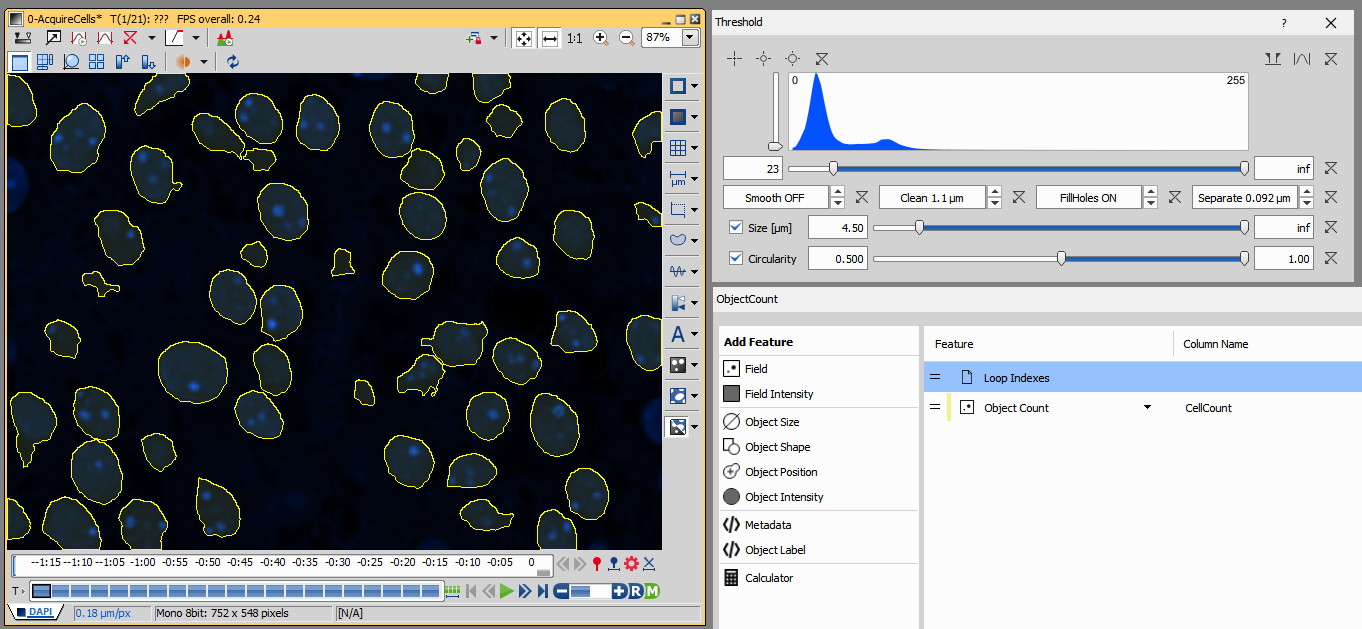 0-AcquireCells* T(1/21): ??? FPS overall: 0.24
1:1
87%
µm
A
--1:15 --1:10 --1:05 -1:00 -0:55 -0:50 -0:45 -0:40 -0:35 -0:30 -0:25 -0:20 -0:15 -0:10 -0:05 0
T
R
M
DAPI
0.18 µm/px
Mono 8bit: 752 x 548 pixels
[N/A]
Threshold
?
0
255
23
inf
Smooth OFF
Clean 1.1 µm
FillHoles ON
Separate 0.092 µm
Size [µm]
4.50
inf
Circularity
0.500
1.00
ObjectCount
Add Feature
Field
Field Intensity
Object Size
Object Shape
Object Position
Object Intensity
Metadata
Object Label
Calculator
Feature
Column Name
Loop Indexes
Object Count
CellCount